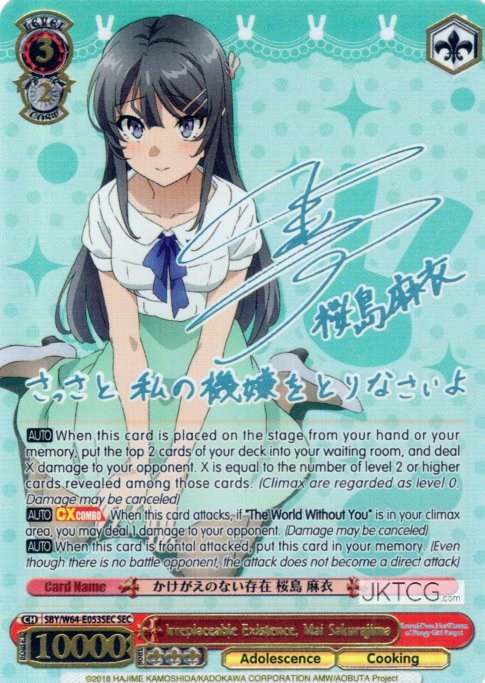 LEVEL
3
2
COST
桜島麻衣
さっさと 私の機嫌をとりなさいよ
AUTO When this card is placed on the stage from your hand or your
memory, put the top 2 cards of your deck into your waiting room, and deal
X damage to your opponent. X is equal to the number of level 2 or higher
cards revealed among those cards. (Climax are regarded as level 0.
Damage may be canceled)
AUTO CX COMBO When this card attacks, if "The World Without You" is in your climax
area, you may deal 1 damage to your opponent. (Damage may be canceled)
AUTO When this card is frontal attacked, put this card in your memory. (Even
though there is no battle opponent, the attack does not become a direct attack)
Card Name かけがえのない存在 桜島 麻衣
JKTCG.com
CH SBY/W64-E053SEC SEC
Irreplaceable Existence, Mai Sakurajima
POWER 10000
Adolescence Cooking
©2018 HAJIME KAMOSHIDA/KADOKAWA CORPORATION AMW/AOBUTA Project